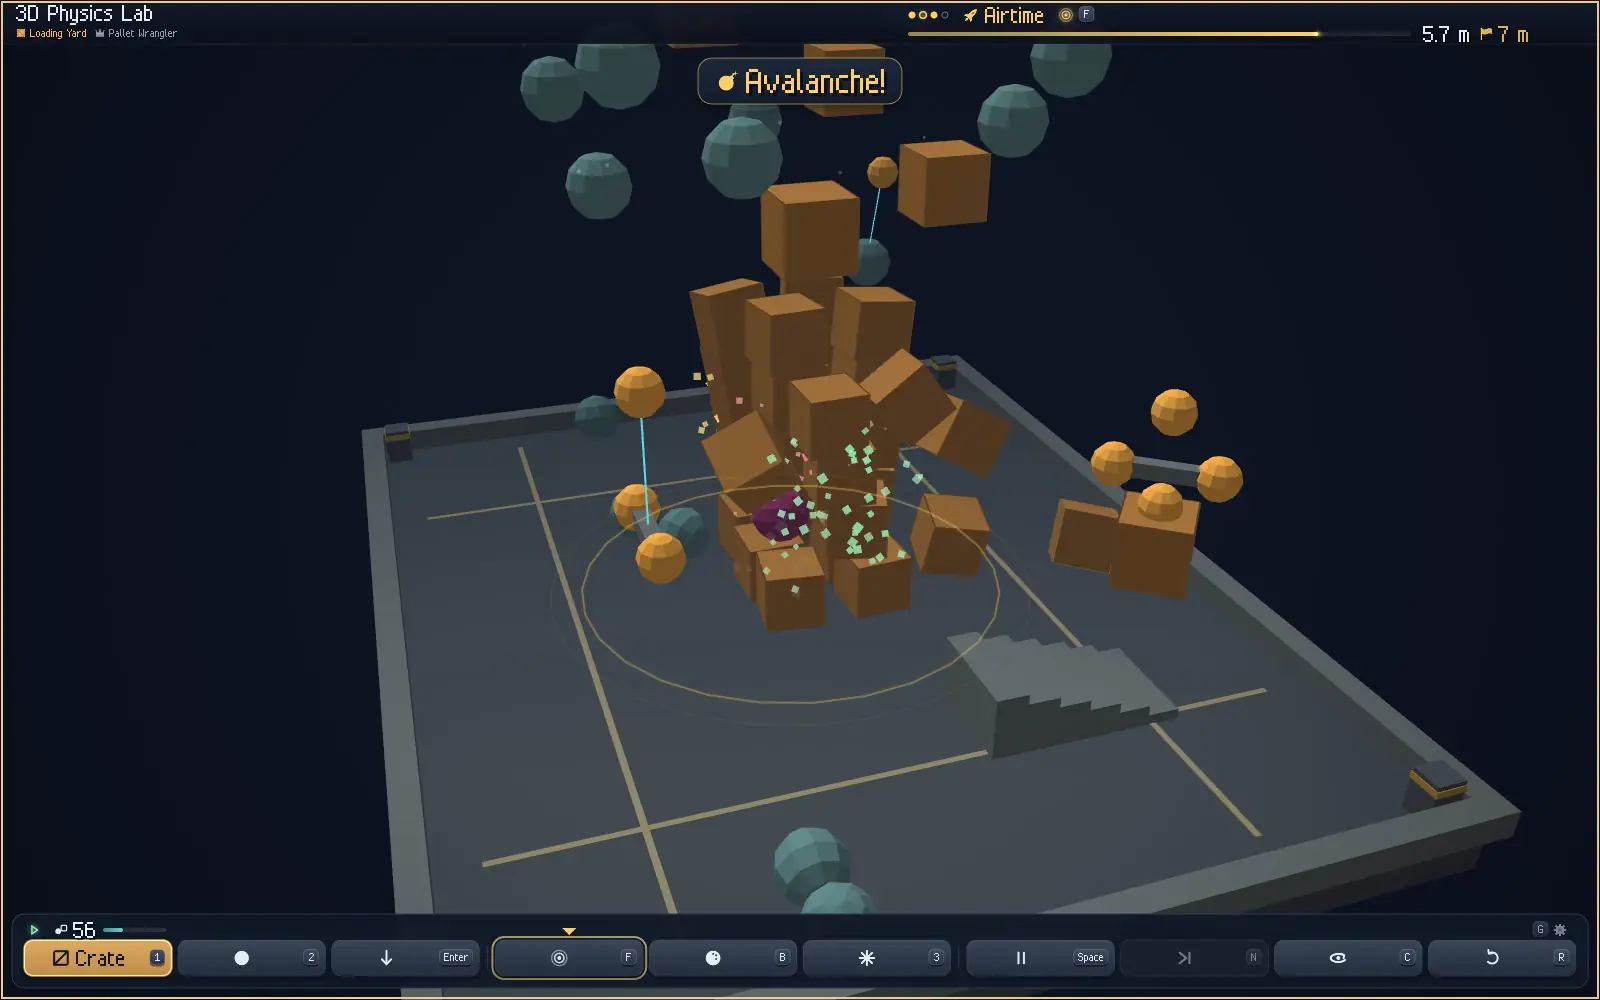 3D Physics Lab
Loading Yard Pallet Wrangler
Airtime F
5.7 m 7 m
Avalanche!
56
G
Crate 1
2
Enter
F
B
3
Space
N
C
R